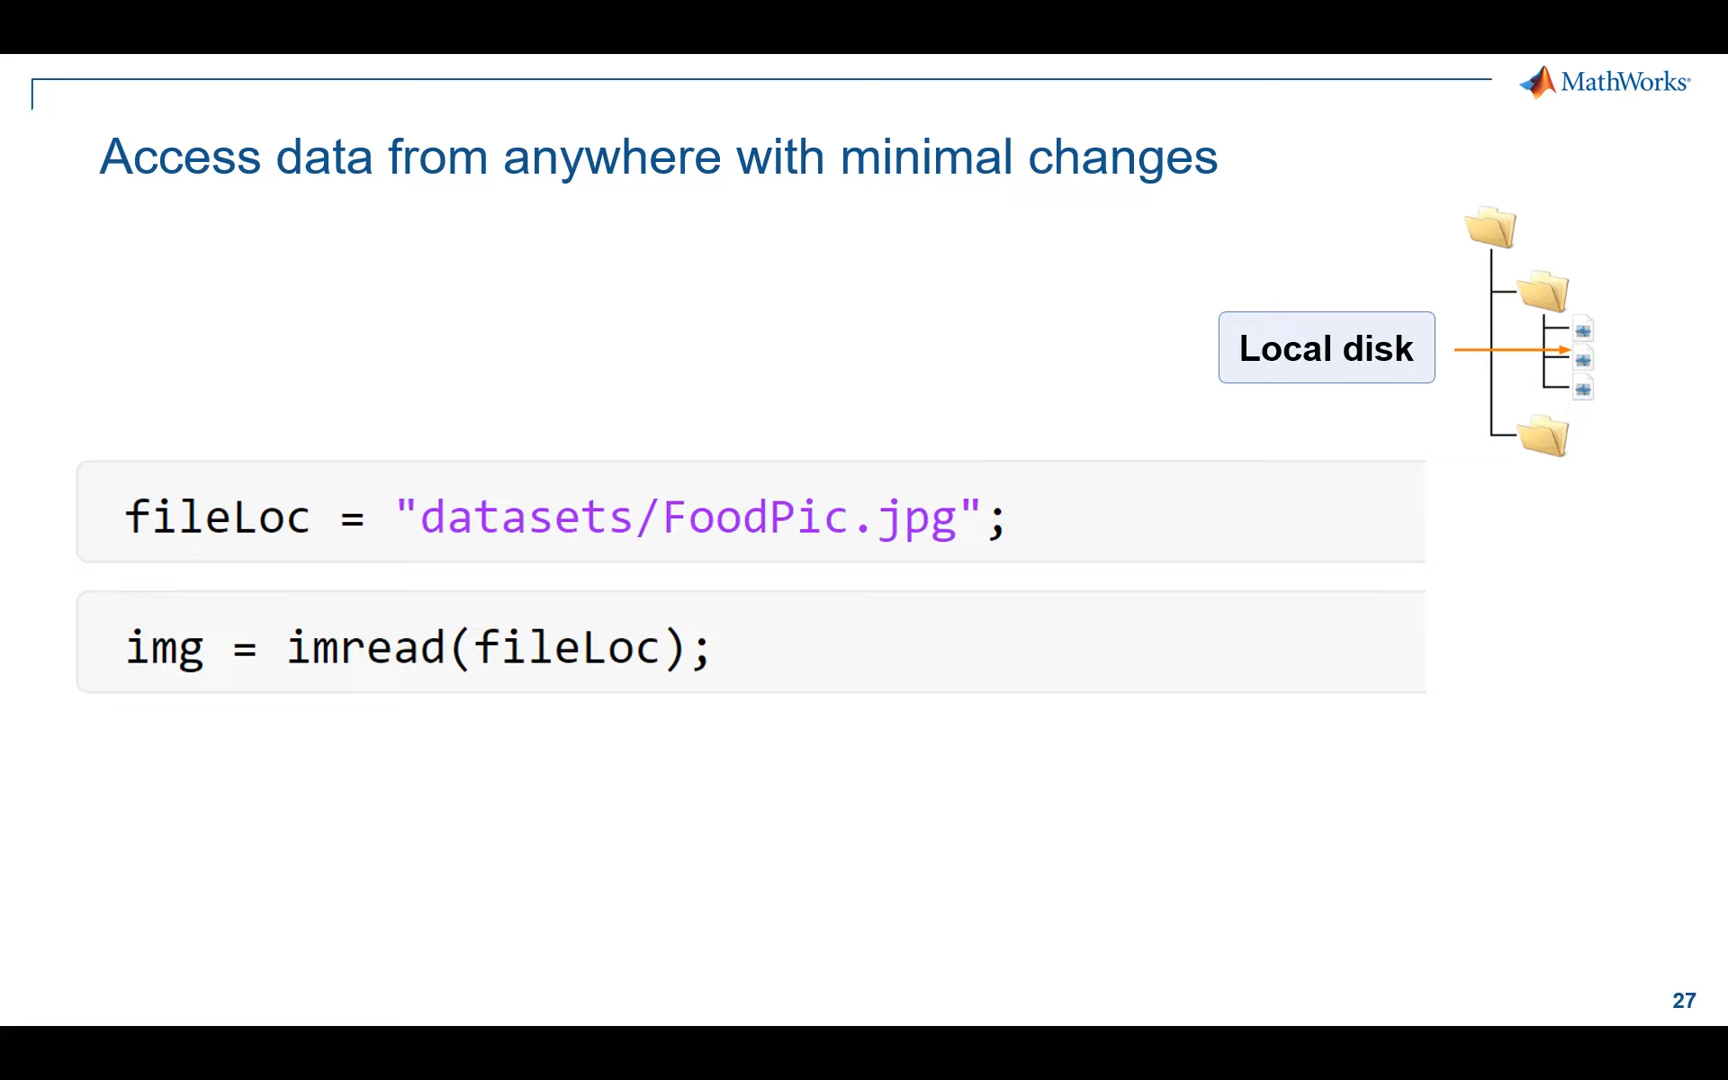 MathWorks®
Access data from anywhere with minimal changes
Local disk
fileLoc = "datasets/FoodPic.jpg";
img = imread(fileLoc);
27